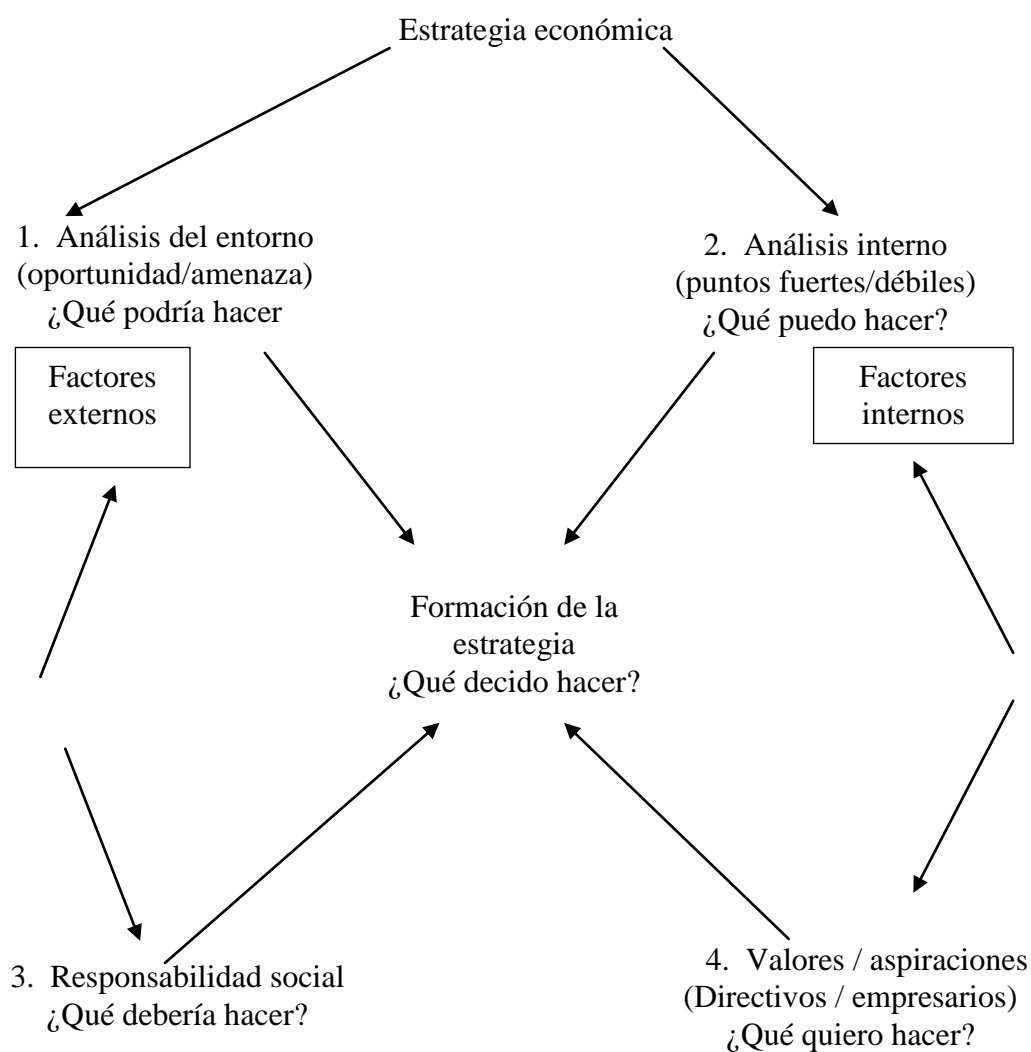 Estrategia económica
1. Análisis del entorno
(oportunidad/amenaza)
¿Qué podría hacer
2. Análisis interno
(puntos fuertes/débiles)
¿Qué puedo hacer?
Factores
externos
Factores
internos
Formación de la
estrategia
¿Qué decido hacer?
3. Responsabilidad social
¿Qué debería hacer?
4. Valores / aspiraciones
(Directivos / empresarios)
¿Qué quiero hacer?